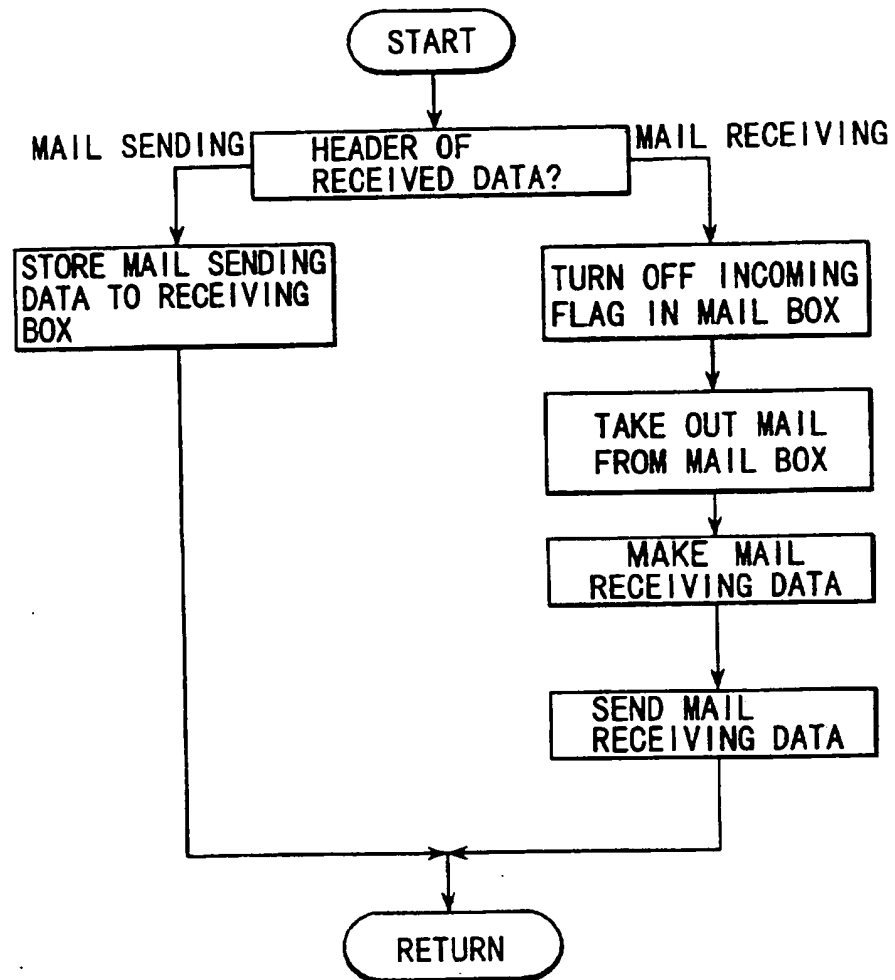 START
MAIL SENDING
HEADER OF
RECEIVED DATA?
MAIL RECEIVING
STORE MAIL SENDING
DATA TO RECEIVING
BOX
TURN OFF INCOMING
FLAG IN MAIL BOX
TAKE OUT MAIL
FROM MAIL BOX
MAKE MAIL
RECEIVING DATA
SEND MAIL
RECEIVING DATA
RETURN